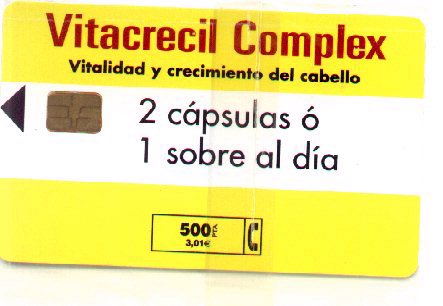 Vitacrecil Complex
Vitalidad y crecimiento del cabello
2 cápsulas ó
1 sobre al día
500 PTA
3,01€